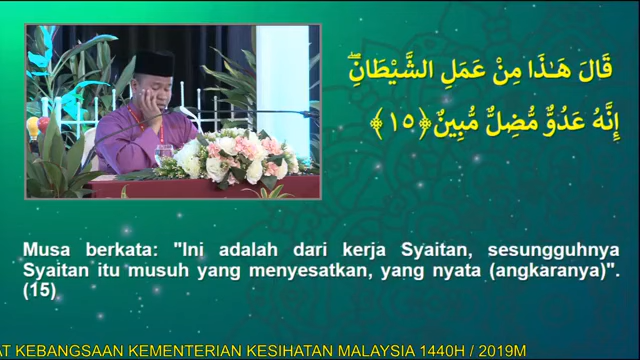 قَالَ هَـٰذَا مِنْ عَمَلِ الشَّيْطَانِ ۖ
إِنَّهُ عَدُوٌّ مُّضِلٌّ مُّبِينٌ ﴿١٥﴾
Musa berkata: "Ini adalah dari kerja Syaitan, sesungguhnya
Syaitan itu musuh yang menyesatkan, yang nyata (angkaranya)".
(15)
KEBANGSAAN KEMENTERIAN KESIHATAN MALAYSIA 1440H / 2019M